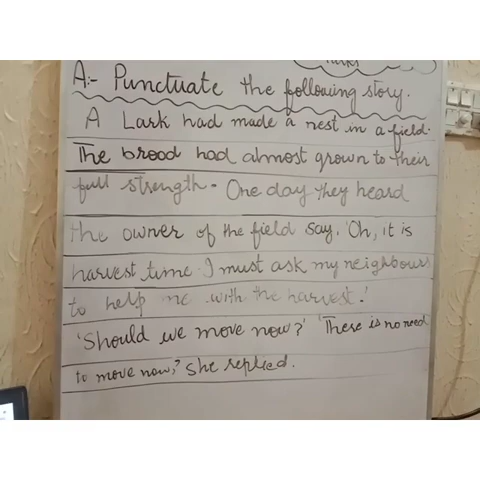 Marks
A:- Punctuate the following story.
A Lark had made a nest in a field.
The brood had almost grown to their
full strength - One day they heard
the owner of the field say, 'Oh, it is
harvest time I must ask my neighbours
to help me with the harvest.'
'Should we move now?' 'There is no need
to move now,' she replied.